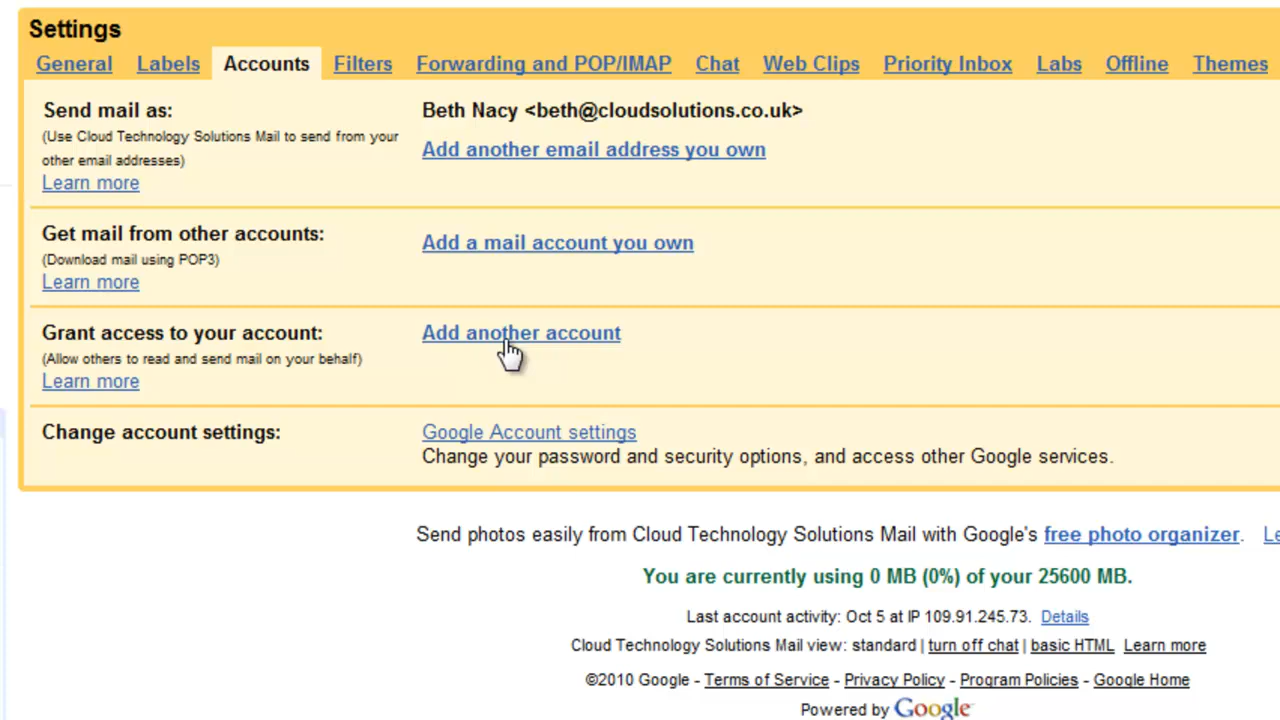 Settings
General Labels Accounts Filters Forwarding and POP/IMAP Chat Web Clips Priority Inbox Labs Offline Themes
Send mail as:
(Use Cloud Technology Solutions Mail to send from your
other email addresses)
Learn more
Beth Nacy <beth@cloudsolutions.co.uk>
Add another email address you own
Get mail from other accounts:
(Download mail using POP3)
Learn more
Add a mail account you own
Grant access to your account:
(Allow others to read and send mail on your behalf)
Learn more
Add another account
Change account settings:
Google Account settings
Change your password and security options, and access other Google services.
Send photos easily from Cloud Technology Solutions Mail with Google's free photo organizer.
You are currently using 0 MB (0%) of your 25600 MB.
Last account activity: Oct 5 at IP 109.91.245.73. Details
Cloud Technology Solutions Mail view: standard | turn off chat | basic HTML Learn more
©2010 Google - Terms of Service - Privacy Policy - Program Policies - Google Home
Powered by Google